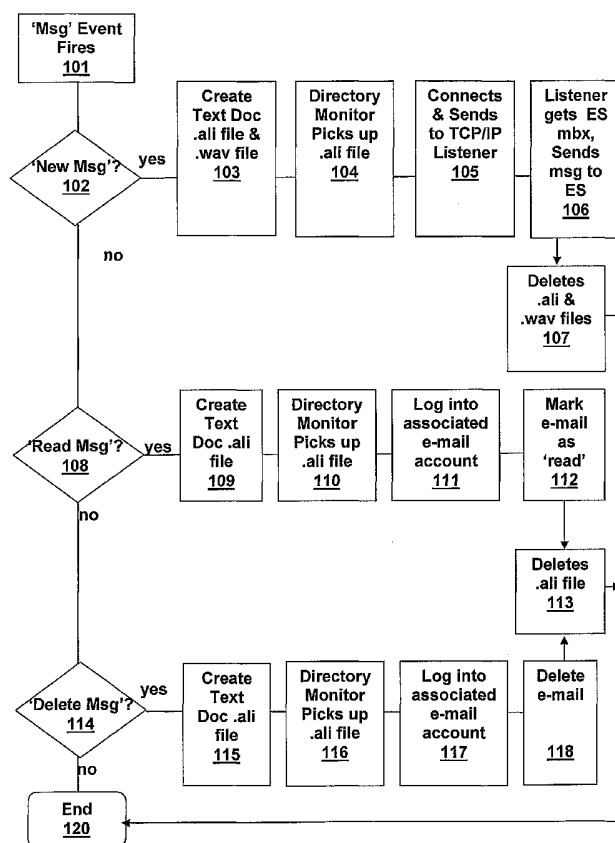 ‘Msg’ Event
Fires
101
‘New Msg’?
102
yes
no
Create
Text Doc
.ali file &
.wav file
103
Directory
Monitor
Picks up
.ali file
104
Connects
& Sends
to TCP/IP
Listener
105
Listener
gets ES
mbx,
Sends
msg to
ES
106
Deletes
.ali &
.wav files
107
‘Read Msg’?
108
yes
no
Create
Text
Doc .ali
file
109
Directory
Monitor
Picks up
.ali file
110
Log into
associated
e-mail
account
111
Mark
e-mail
as
‘read’
112
Deletes
.ali file
113
‘Delete Msg’?
114
yes
no
Create
Text
Doc .ali
file
115
Directory
Monitor
Picks up
.ali file
116
Log into
associated
e-mail
account
117
Delete
e-mail
118
End
120